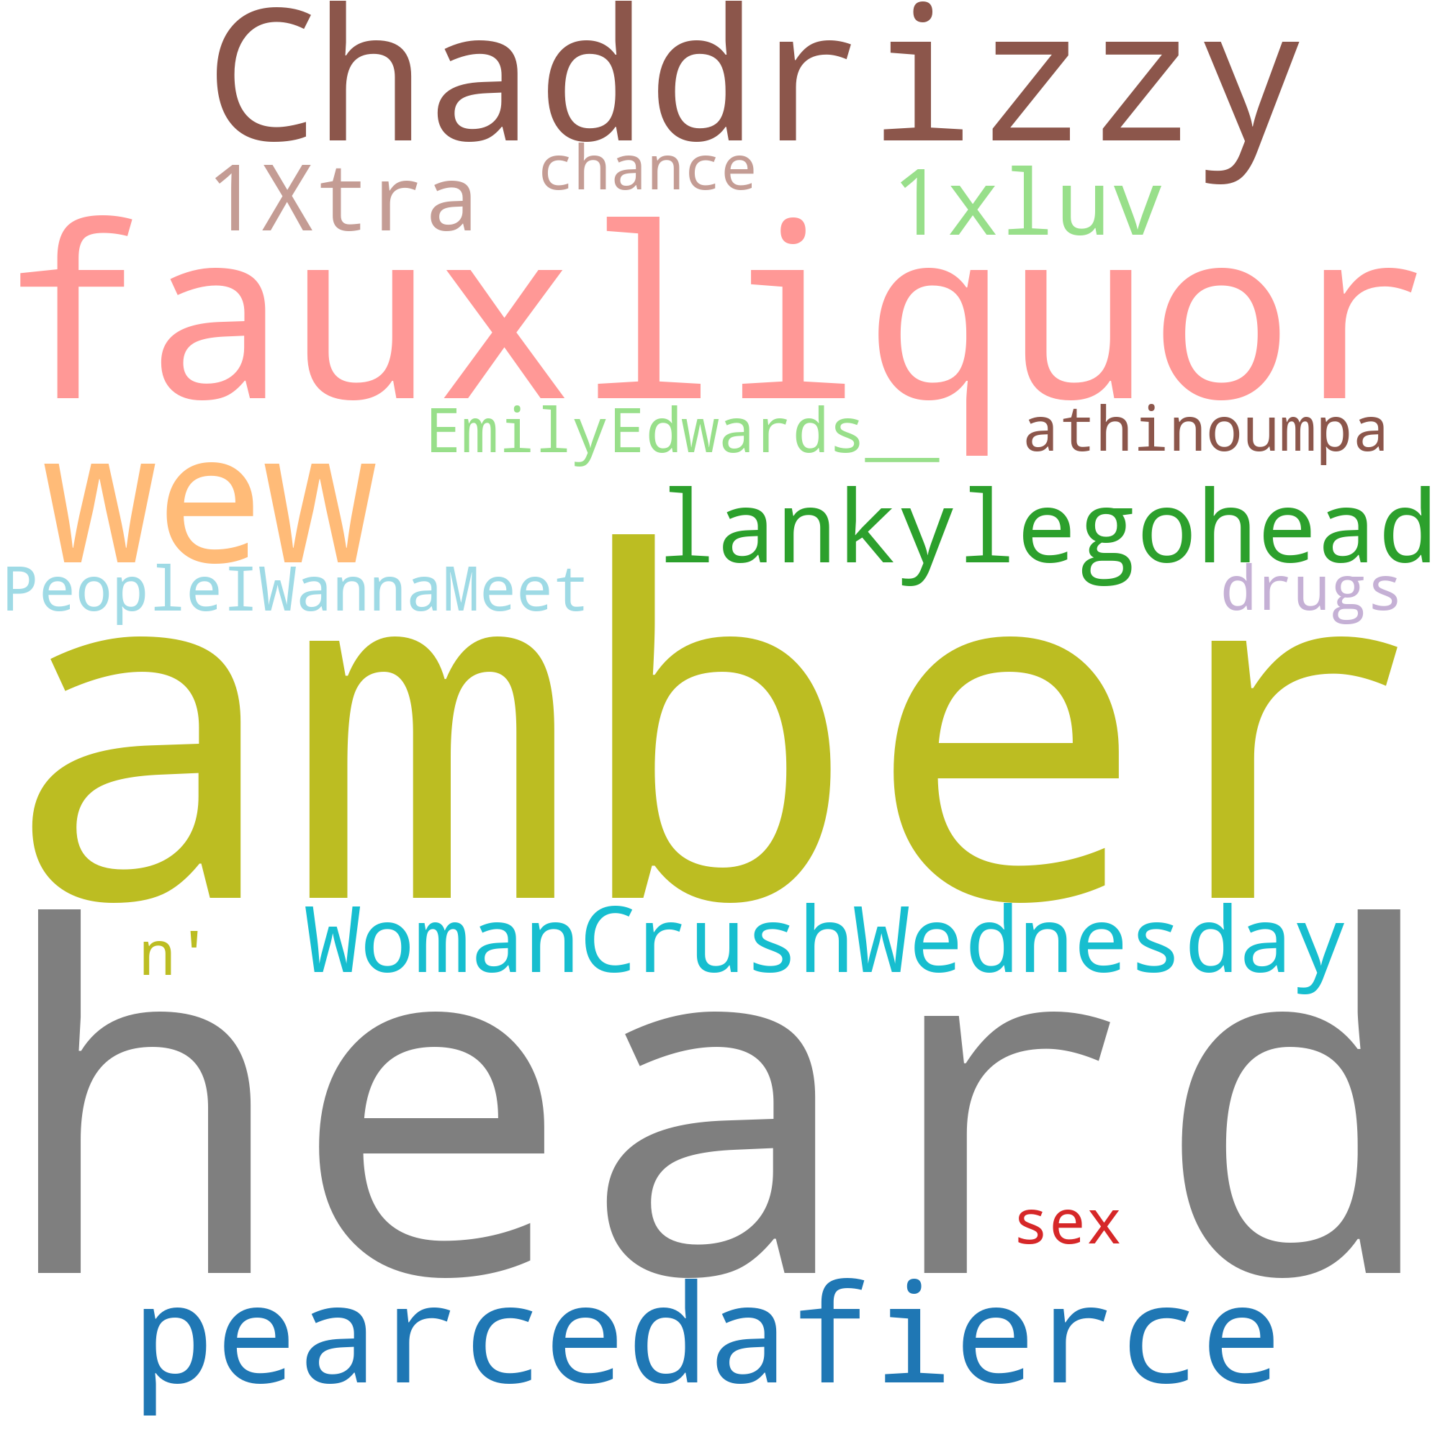 Chaddrizzy
1Xtra chance 1xluv
fauxliquor
EmilyEdwards__ athinoumpa
wew lankylegohead
PeopleIWannaMeet drugs
amber
n' WomanCrushWednesday
heard
sex
pearcedafierce